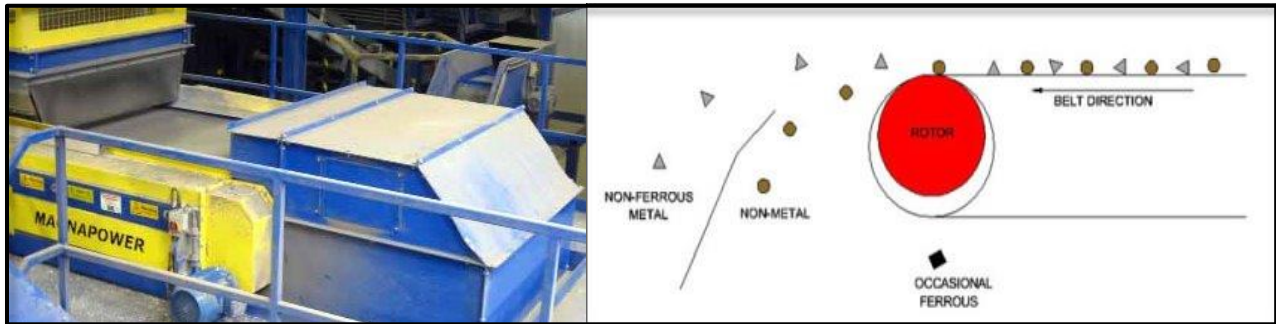 MAGNAPOWER
ROTOR
BELT DIRECTION
NON-FERROUS
METAL
NON-METAL
OCCASIONAL
FERROUS